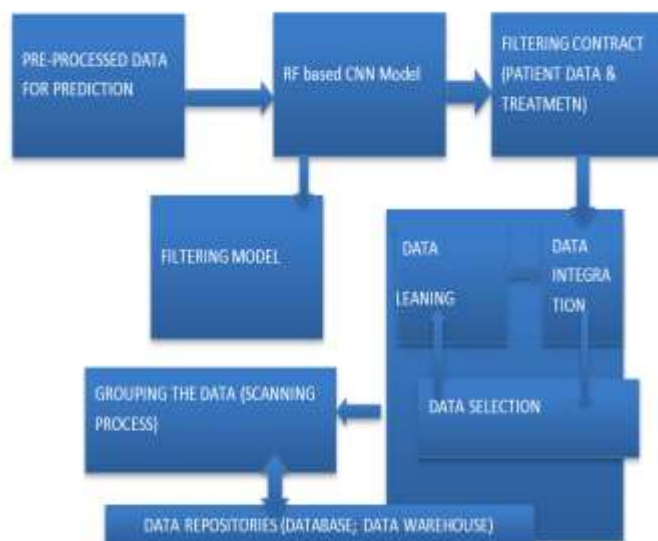 PRE-PROCESSED DATA
FOR PREDICTION
RF based CNN Model
FILTERING CONTRACT
(PATIENT DATA &
TREATMETN)
FILTERING MODEL
DATA
LEANING
DATA
INTEGRA
TION
GROUPING THE DATA (SCANNING
PROCESS)
DATA SELECTION
DATA REPOSITORIES (DATABASE; DATA WAREHOUSE)